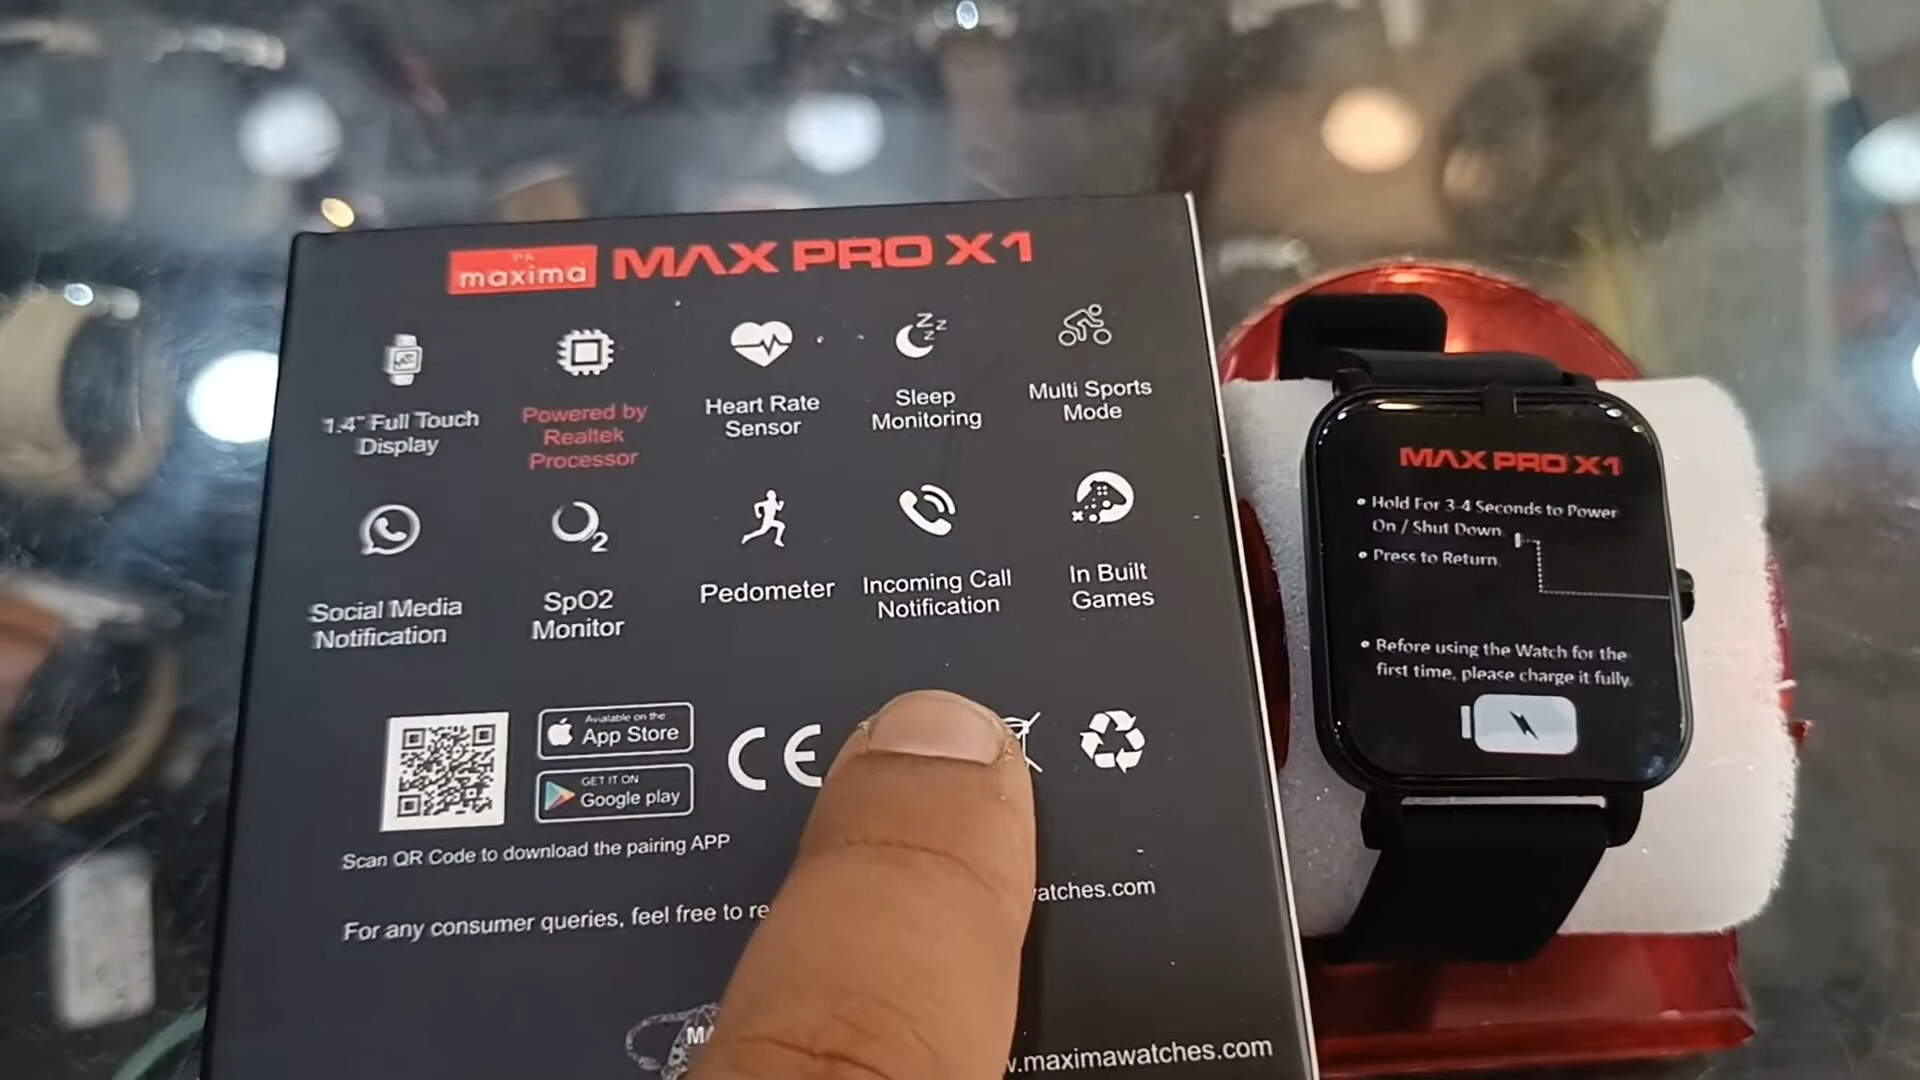 maxima MAX PRO X1
1.4" Full Touch
Display
Powered by
Realtek
Processor
Heart Rate
Sensor
Sleep
Monitoring
Multi Sports
Mode
Social Media
Notification
SpO2
Monitor
Pedometer
Incoming Call
Notification
In Built
Games
Avialable on the
App Store
GET IT ON
Google play
CE
Scan QR Code to download the pairing APP
For any consumer queries, feel free to re
atches.com
MA
.maximawatches.com
MAX PRO X1
• Hold For 3-4 Seconds to Power
On / Shut Down.
• Press to Return.
• Before using the Watch for the
first time, please charge it fully.